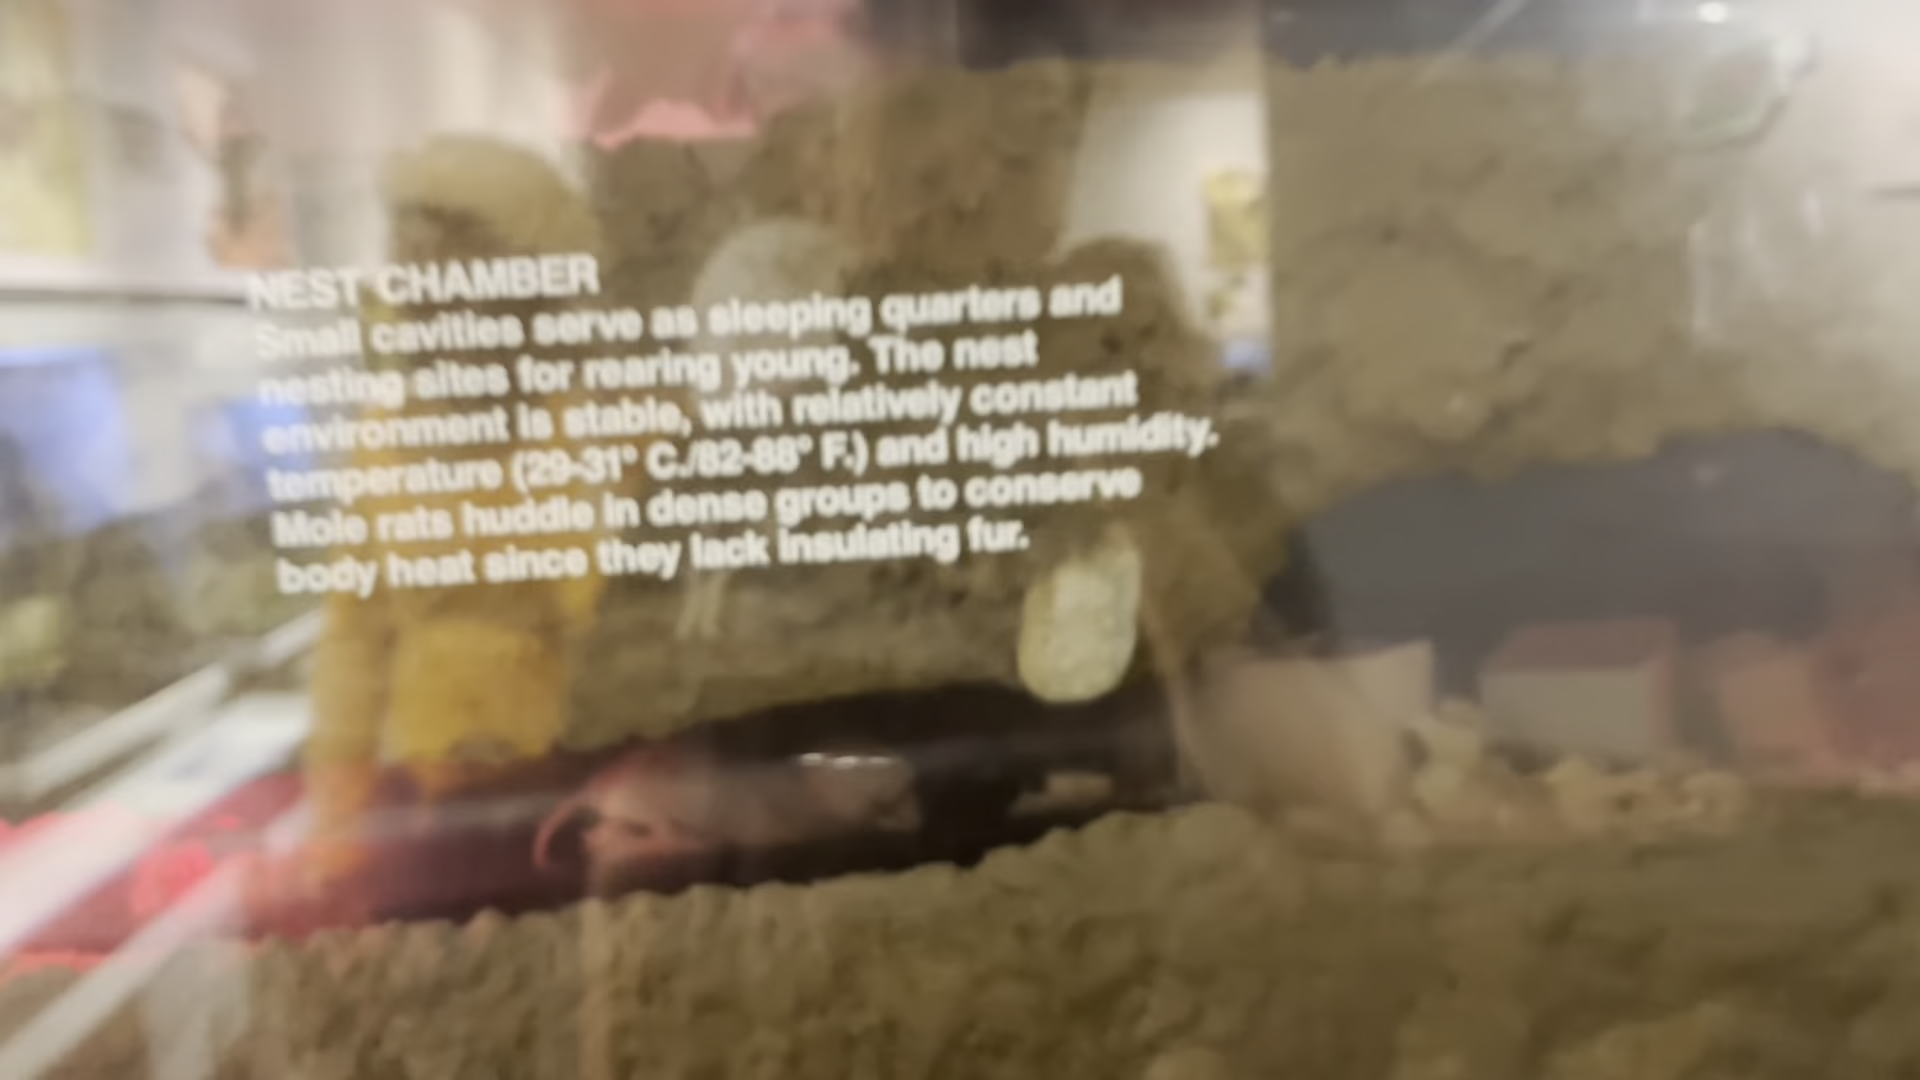 NEST CHAMBER
Small cavities serve as sleeping quarters and
nesting sites for rearing young. The nest
environment is stable, with relatively constant
temperature (29-31° C./82-88° F.) and high humidity.
Mole rats huddle in dense groups to conserve
body heat since they lack insulating fur.